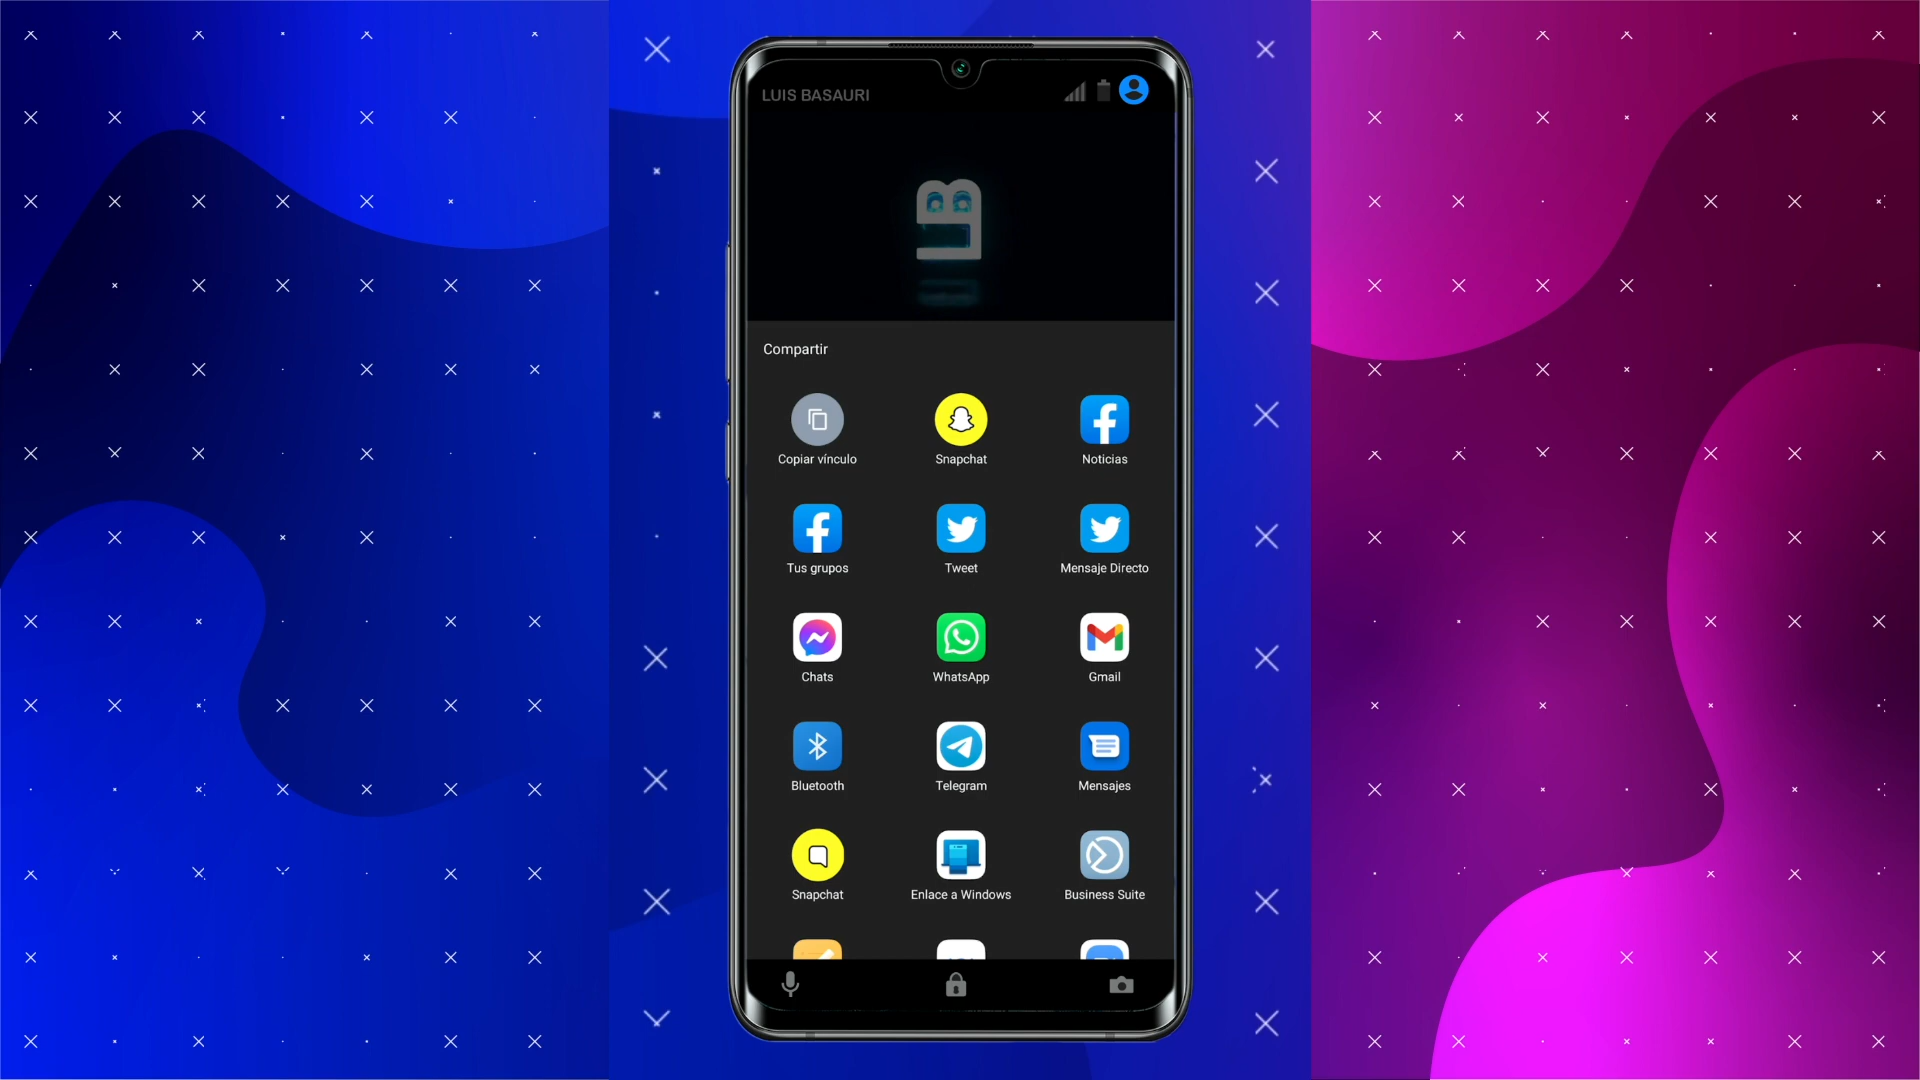 LUIS BASAURI
LB
Compartir
Copiar vínculo
Snapchat
Noticias
Tus grupos
Tweet
Mensaje Directo
Chats
WhatsApp
Gmail
Bluetooth
Telegram
Mensajes
Snapchat
Enlace a Windows
Business Suite